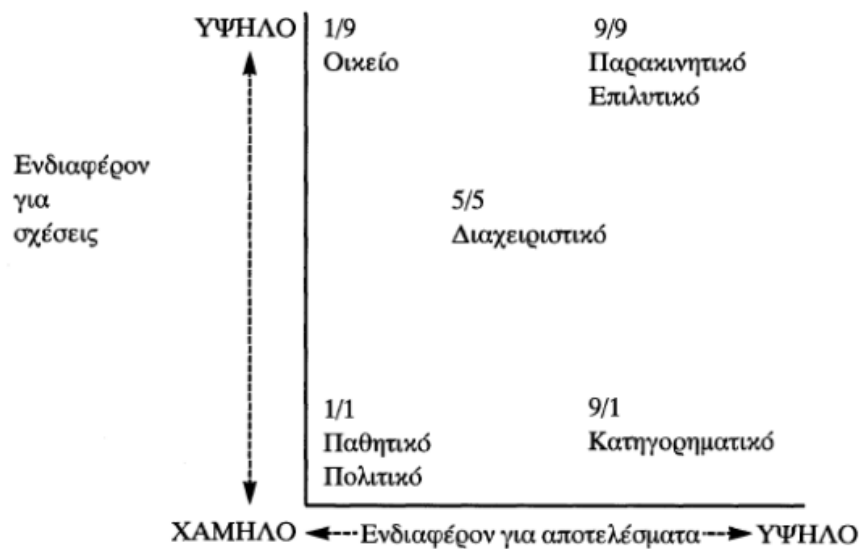 ΥΨΗΛΟ
1/9
Οικείο
9/9
Παρακινητικό
Επιλυτικό
Ενδιαφέρον
για
σχέσεις
5/5
Διαχειριστικό
1/1
Παθητικό
Πολιτικό
9/1
Κατηγορηματικό
ΧΑΜΗΛΟ Ενδιαφέρον για αποτελέσματα ΥΨΗΛΟ